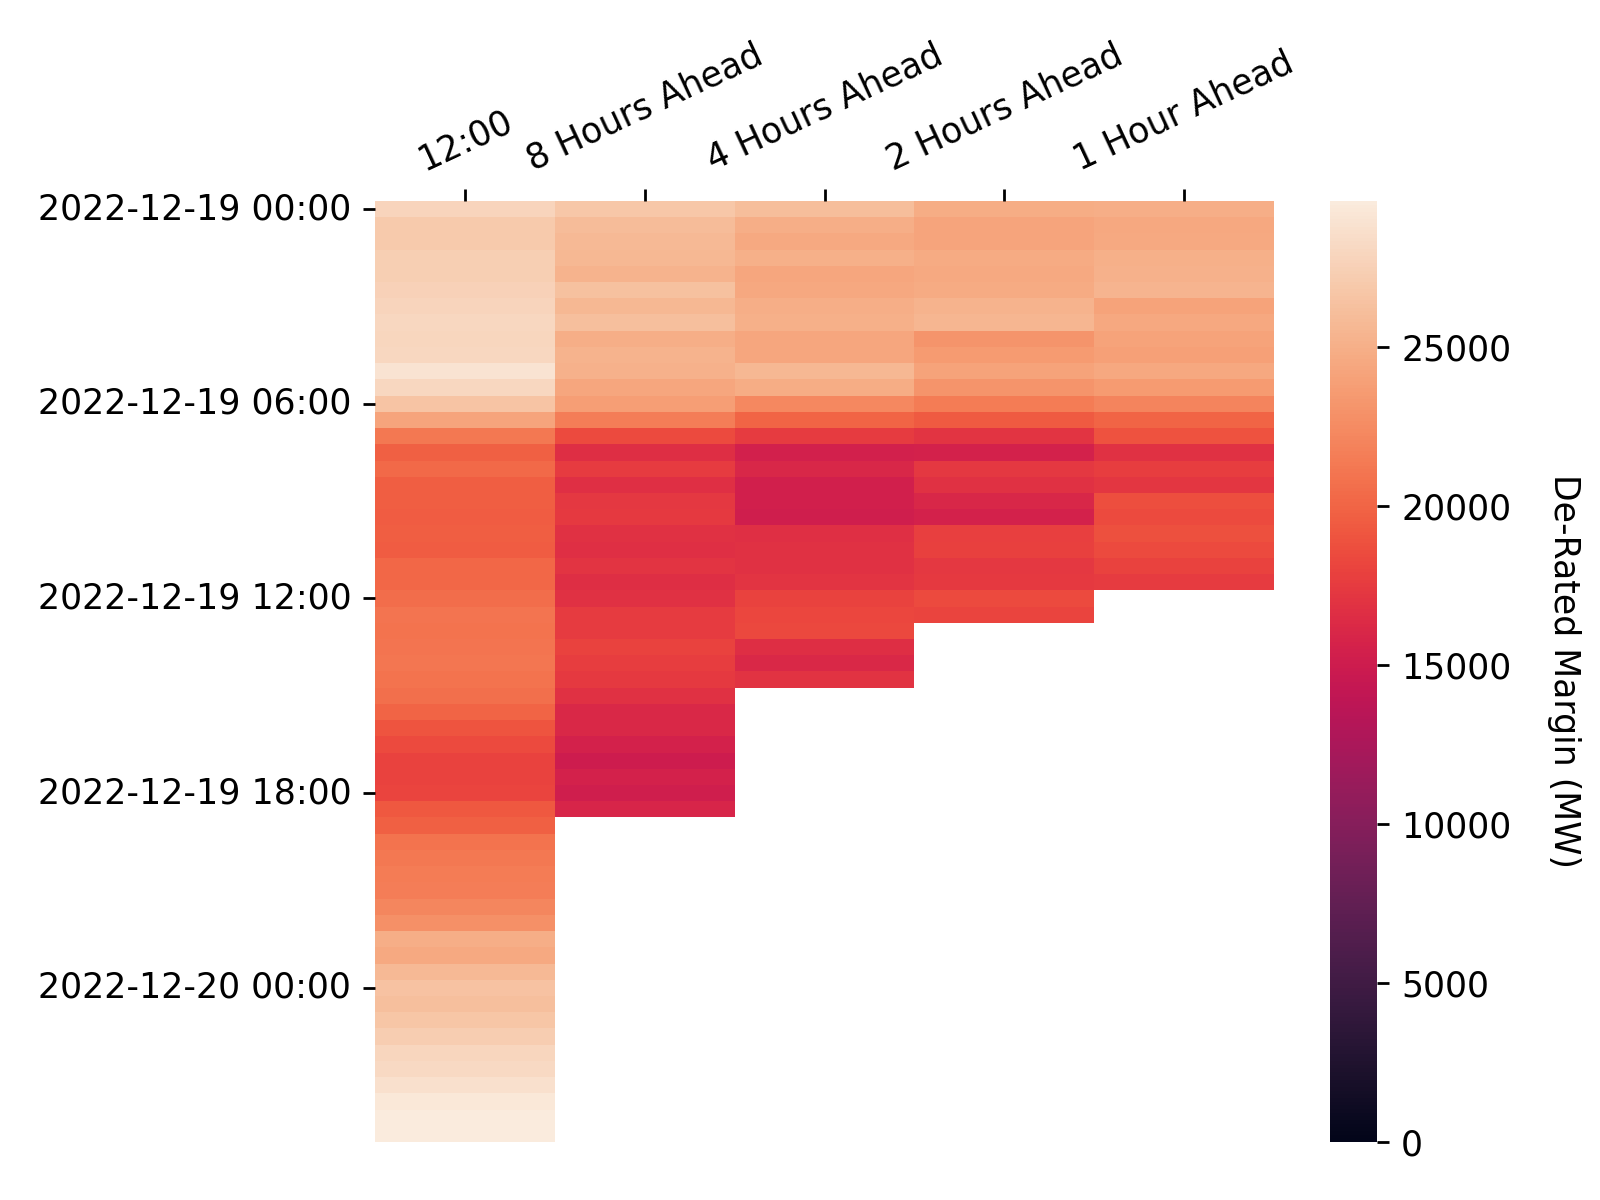 12:00
8 Hours Ahead
4 Hours Ahead
2 Hours Ahead
1 Hour Ahead
2022-12-19 00:00
2022-12-19 06:00
2022-12-19 12:00
2022-12-19 18:00
2022-12-20 00:00
25000
20000
15000
10000
5000
0
De-Rated Margin (MW)